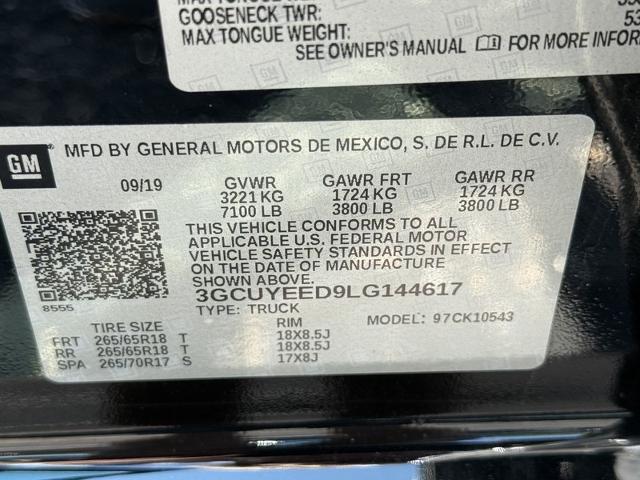 GOOSENECK TWR:
MAX TONGUE WEIGHT:
SEE OWNER'S MANUAL FOR MORE
GM
GM MFD BY GENERAL MOTORS DE MEXICO, S. DE R.L. DE C.V.
09/19 GVWR GAWR FRT GAWR RR
3221 KG 1724 KG 1724 KG
7100 LB 3800 LB 3800 LB
THIS VEHICLE CONFORMS TO ALL
APPLICABLE U.S. FEDERAL MOTOR
VEHICLE SAFETY STANDARDS IN EFFECT
ON THE DATE OF MANUFACTURE
SHOWN ABOVE.
8555 3GCUYEED9LG144617
TYPE: TRUCK
TIRE SIZE RIM MODEL: 97CK10543
FRT 265/65R18 T 18X8.5J
RR 265/65R18 T 18X8.5J
SPA 265/70R17 S 17X8J